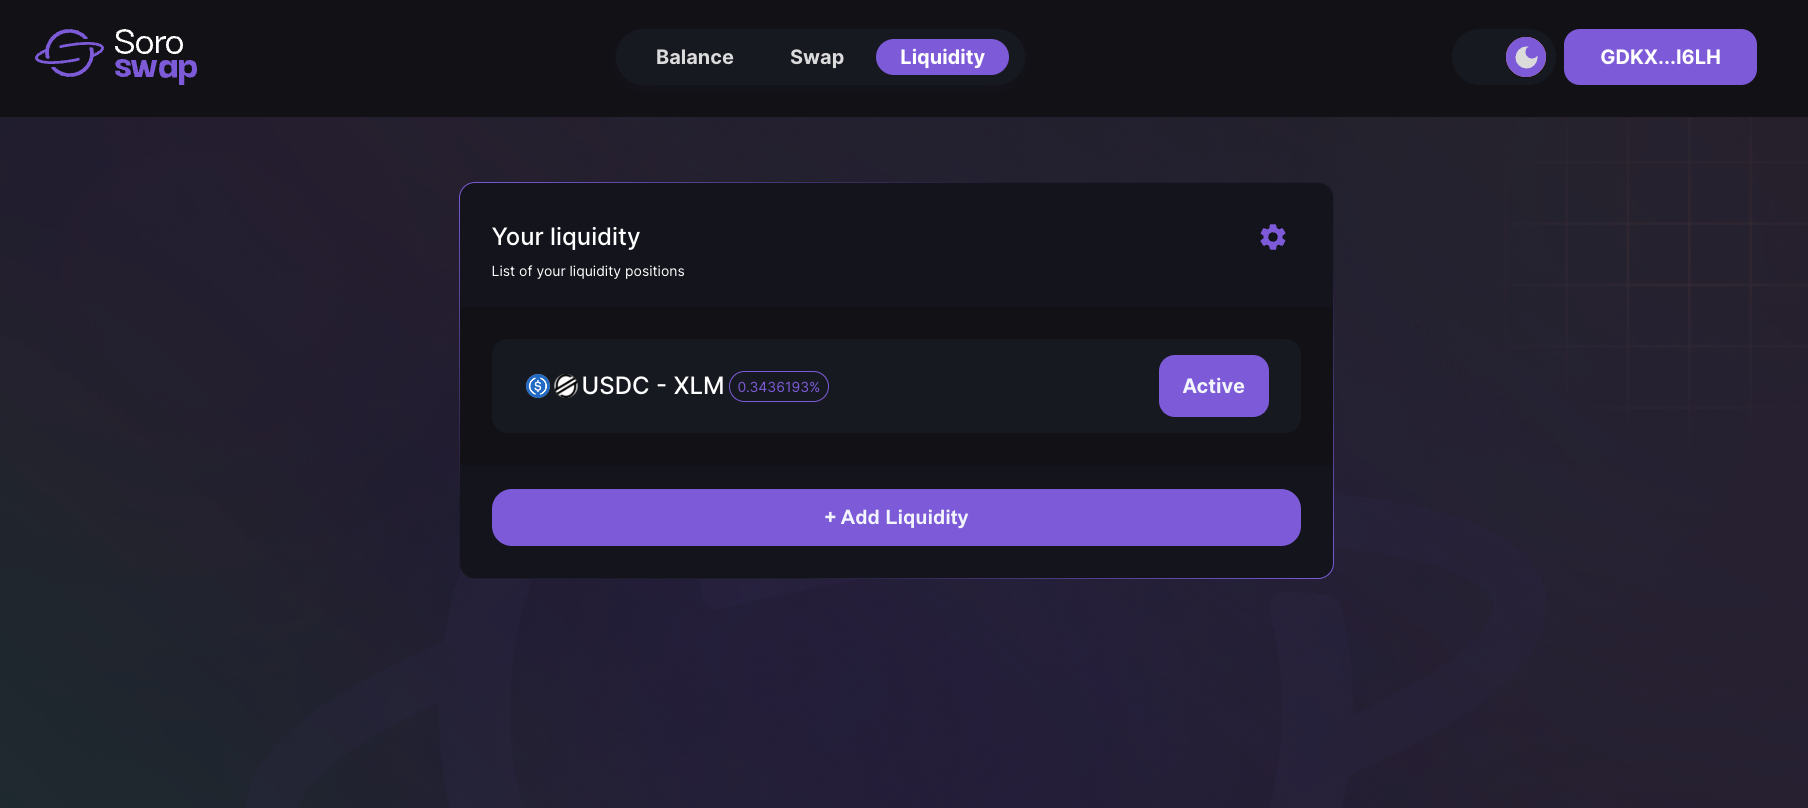 Soro
swap
Balance
Swap
Liquidity
GDKX...I6LH
Your liquidity
List of your liquidity positions
USDC - XLM
0.3436193%
Active
+ Add Liquidity